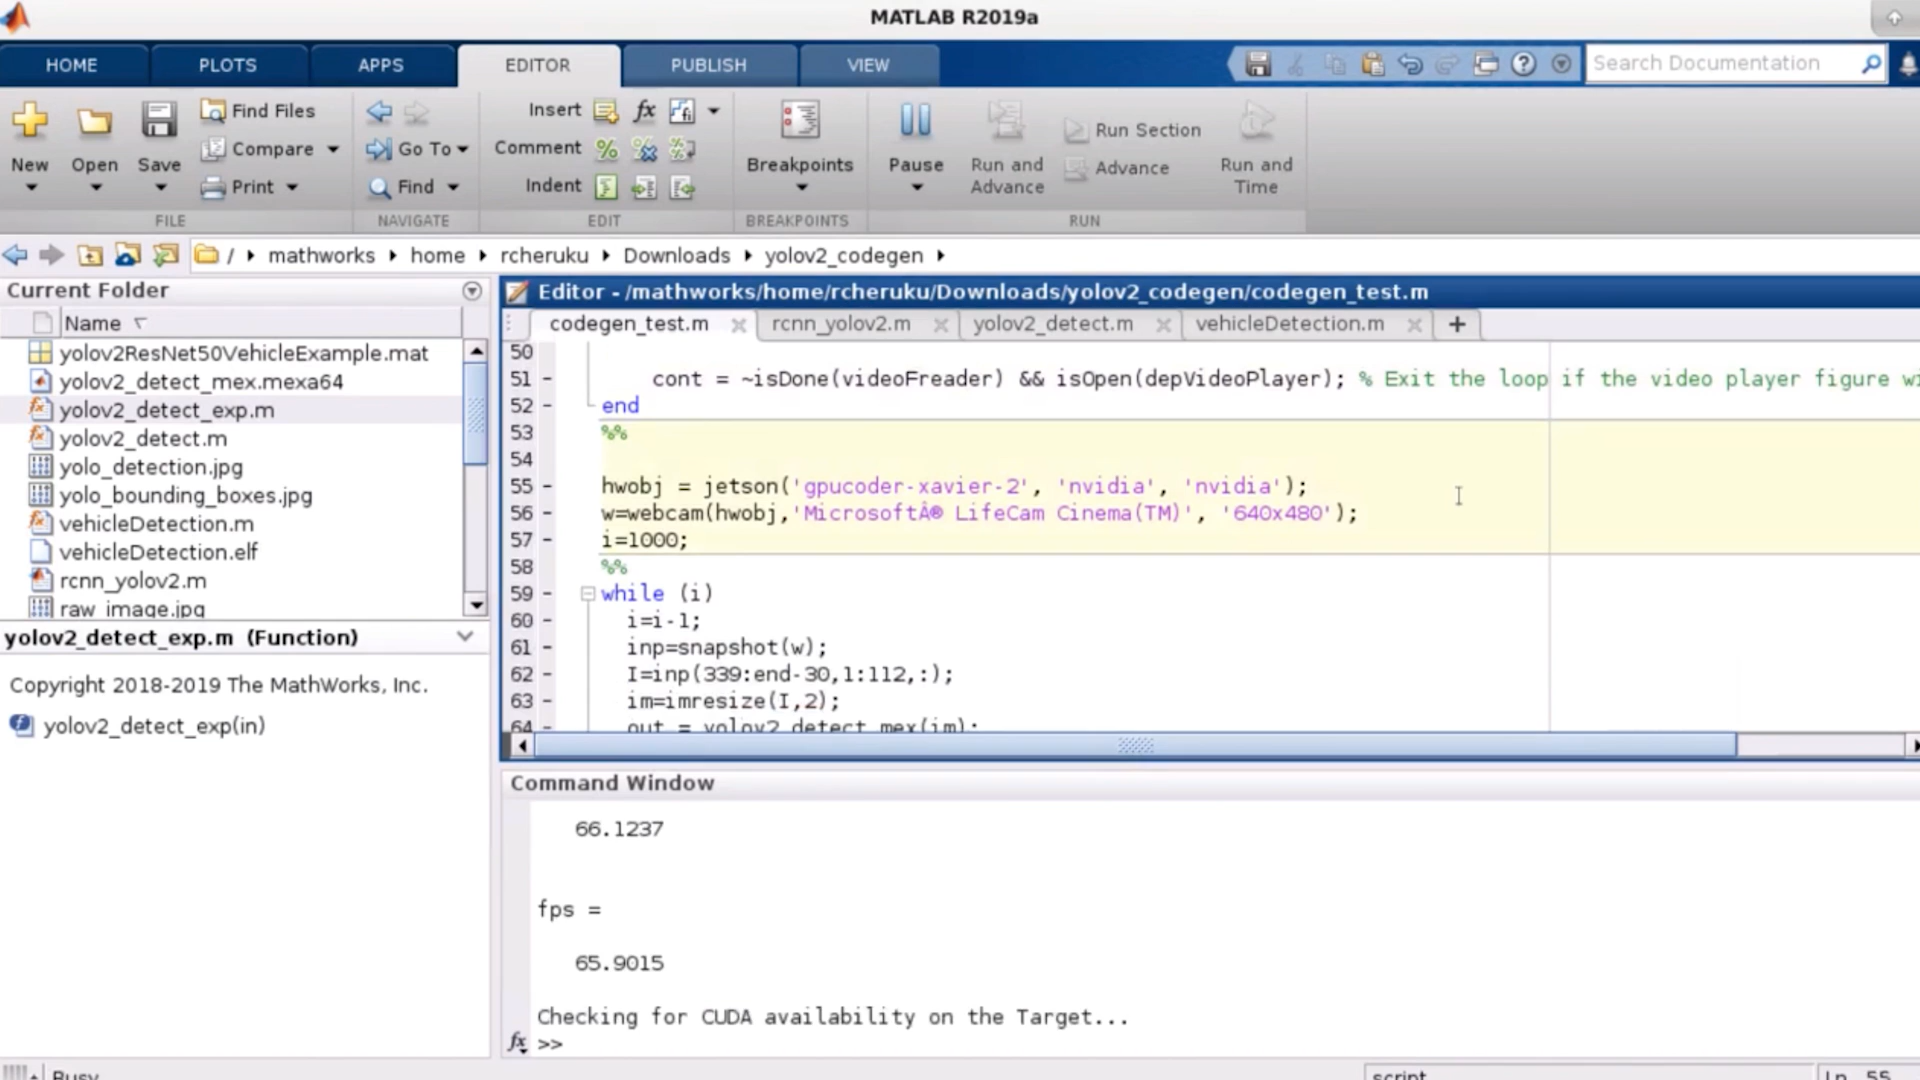 MATLAB R2019a
HOME PLOTS APPS EDITOR PUBLISH VIEW
Search Documentation
New Open Save Find Files Compare Print
Go To Find
Insert fx
Comment
Indent
Breakpoints
Pause Run and Advance Run Section Advance Run and Time
FILE NAVIGATE EDIT BREAKPOINTS RUN
/ mathworks home rcheruku Downloads yolov2_codegen
Current Folder
Name
yolov2ResNet50VehicleExample.mat
yolov2_detect_mex.mexa64
yolov2_detect_exp.m
yolov2_detect.m
yolo_detection.jpg
yolo_bounding_boxes.jpg
vehicleDetection.m
vehicleDetection.elf
rcnn_yolov2.m
raw_image.jpg
yolov2_detect_exp.m (Function)
Copyright 2018-2019 The MathWorks, Inc.
yolov2_detect_exp(in)
Editor - /mathworks/home/rcheruku/Downloads/yolov2_codegen/codegen_test.m
codegen_test.m rcnn_yolov2.m yolov2_detect.m vehicleDetection.m +
50
51 - cont = ~isDone(videoFreader) && isOpen(depVideoPlayer); % Exit the loop if the video player figure
52 - end
53 %%
54
55 - hwobj = jetson('gpucoder-xavier-2', 'nvidia', 'nvidia');
56 - w=webcam(hwobj,'MicrosoftÂ® LifeCam Cinema(TM)', '640x480');
57 - i=1000;
58 %%
59 - while (i)
60 - i=i-1;
61 - inp=snapshot(w);
62 - I=inp(339:end-30,1:112,:);
63 - im=imresize(I,2);
64 - out = yolov2_detect_mex(im);
Command Window
66.1237
fps =
65.9015
Checking for CUDA availability on the Target...
fx >>
Busy
script
Ln 55